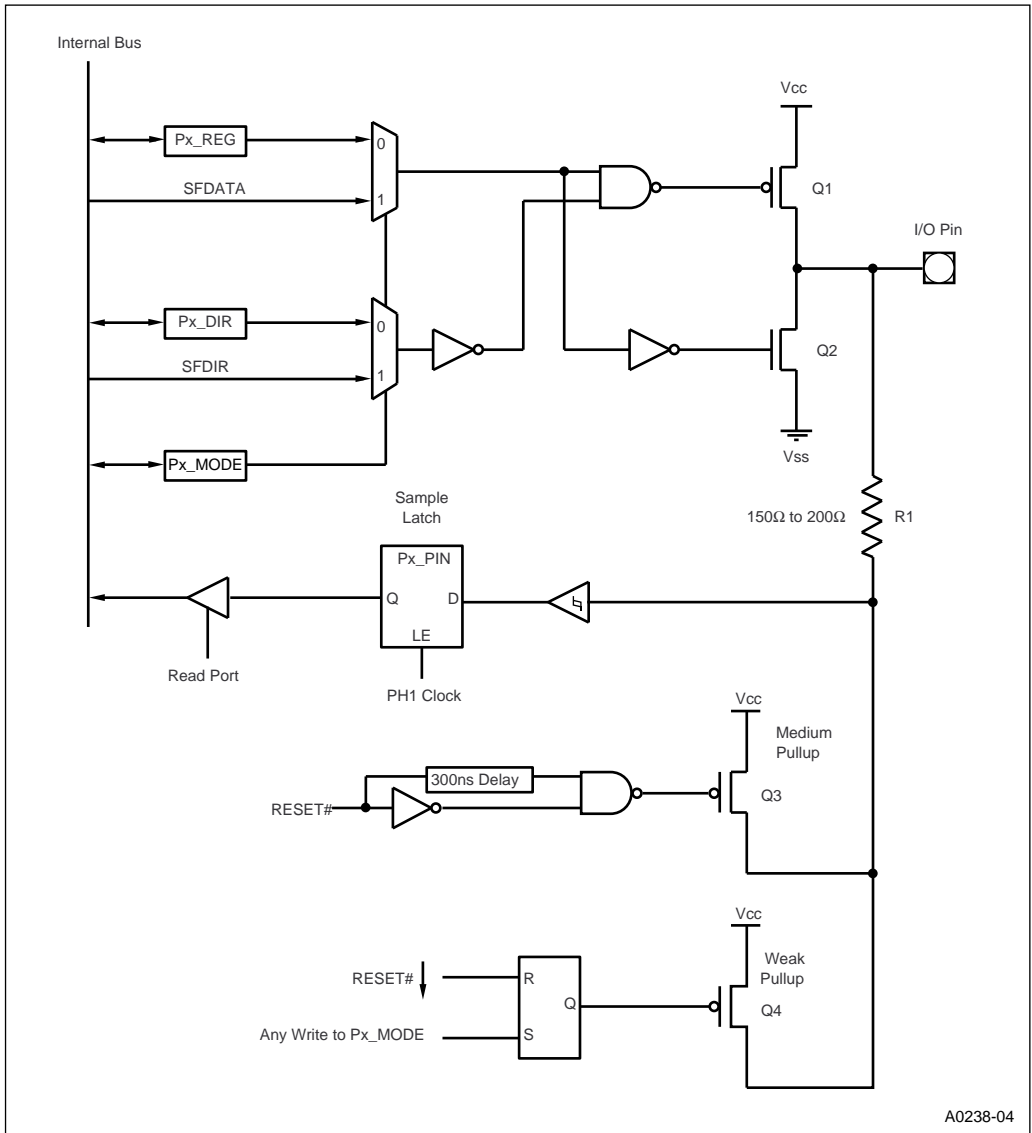 Internal Bus
Vcc
Px_REG
0
SFDATA
1
Q1
I/O Pin
Px_DIR
0
SFDIR
1
Q2
Px_MODE
Vss
Sample
Latch
150Ω to 200Ω
R1
Px_PIN
Q
D
LE
Read Port
PH1 Clock
Vcc
Medium
Pullup
300ns Delay
RESET#
Q3
Vcc
Weak
Pullup
RESET#
R
Q
Q4
Any Write to Px_MODE
S
A0238-04